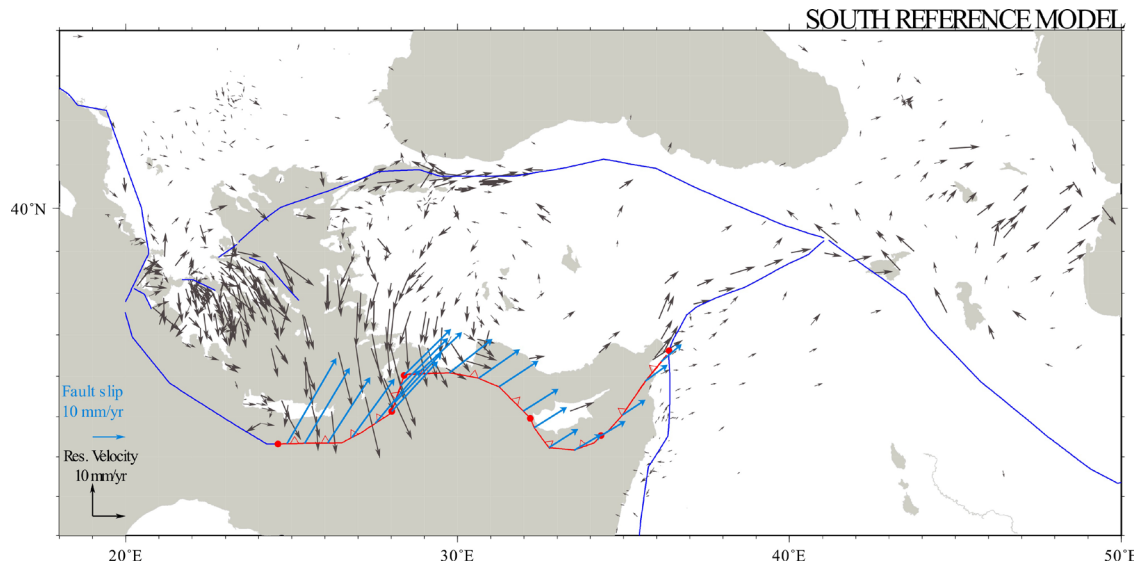 SOUTH REFERENCE MODEL
40°N
Fault slip
10 mm/yr
Res. Velocity
10 mm/yr
20°E
30°E
40°E
50°E